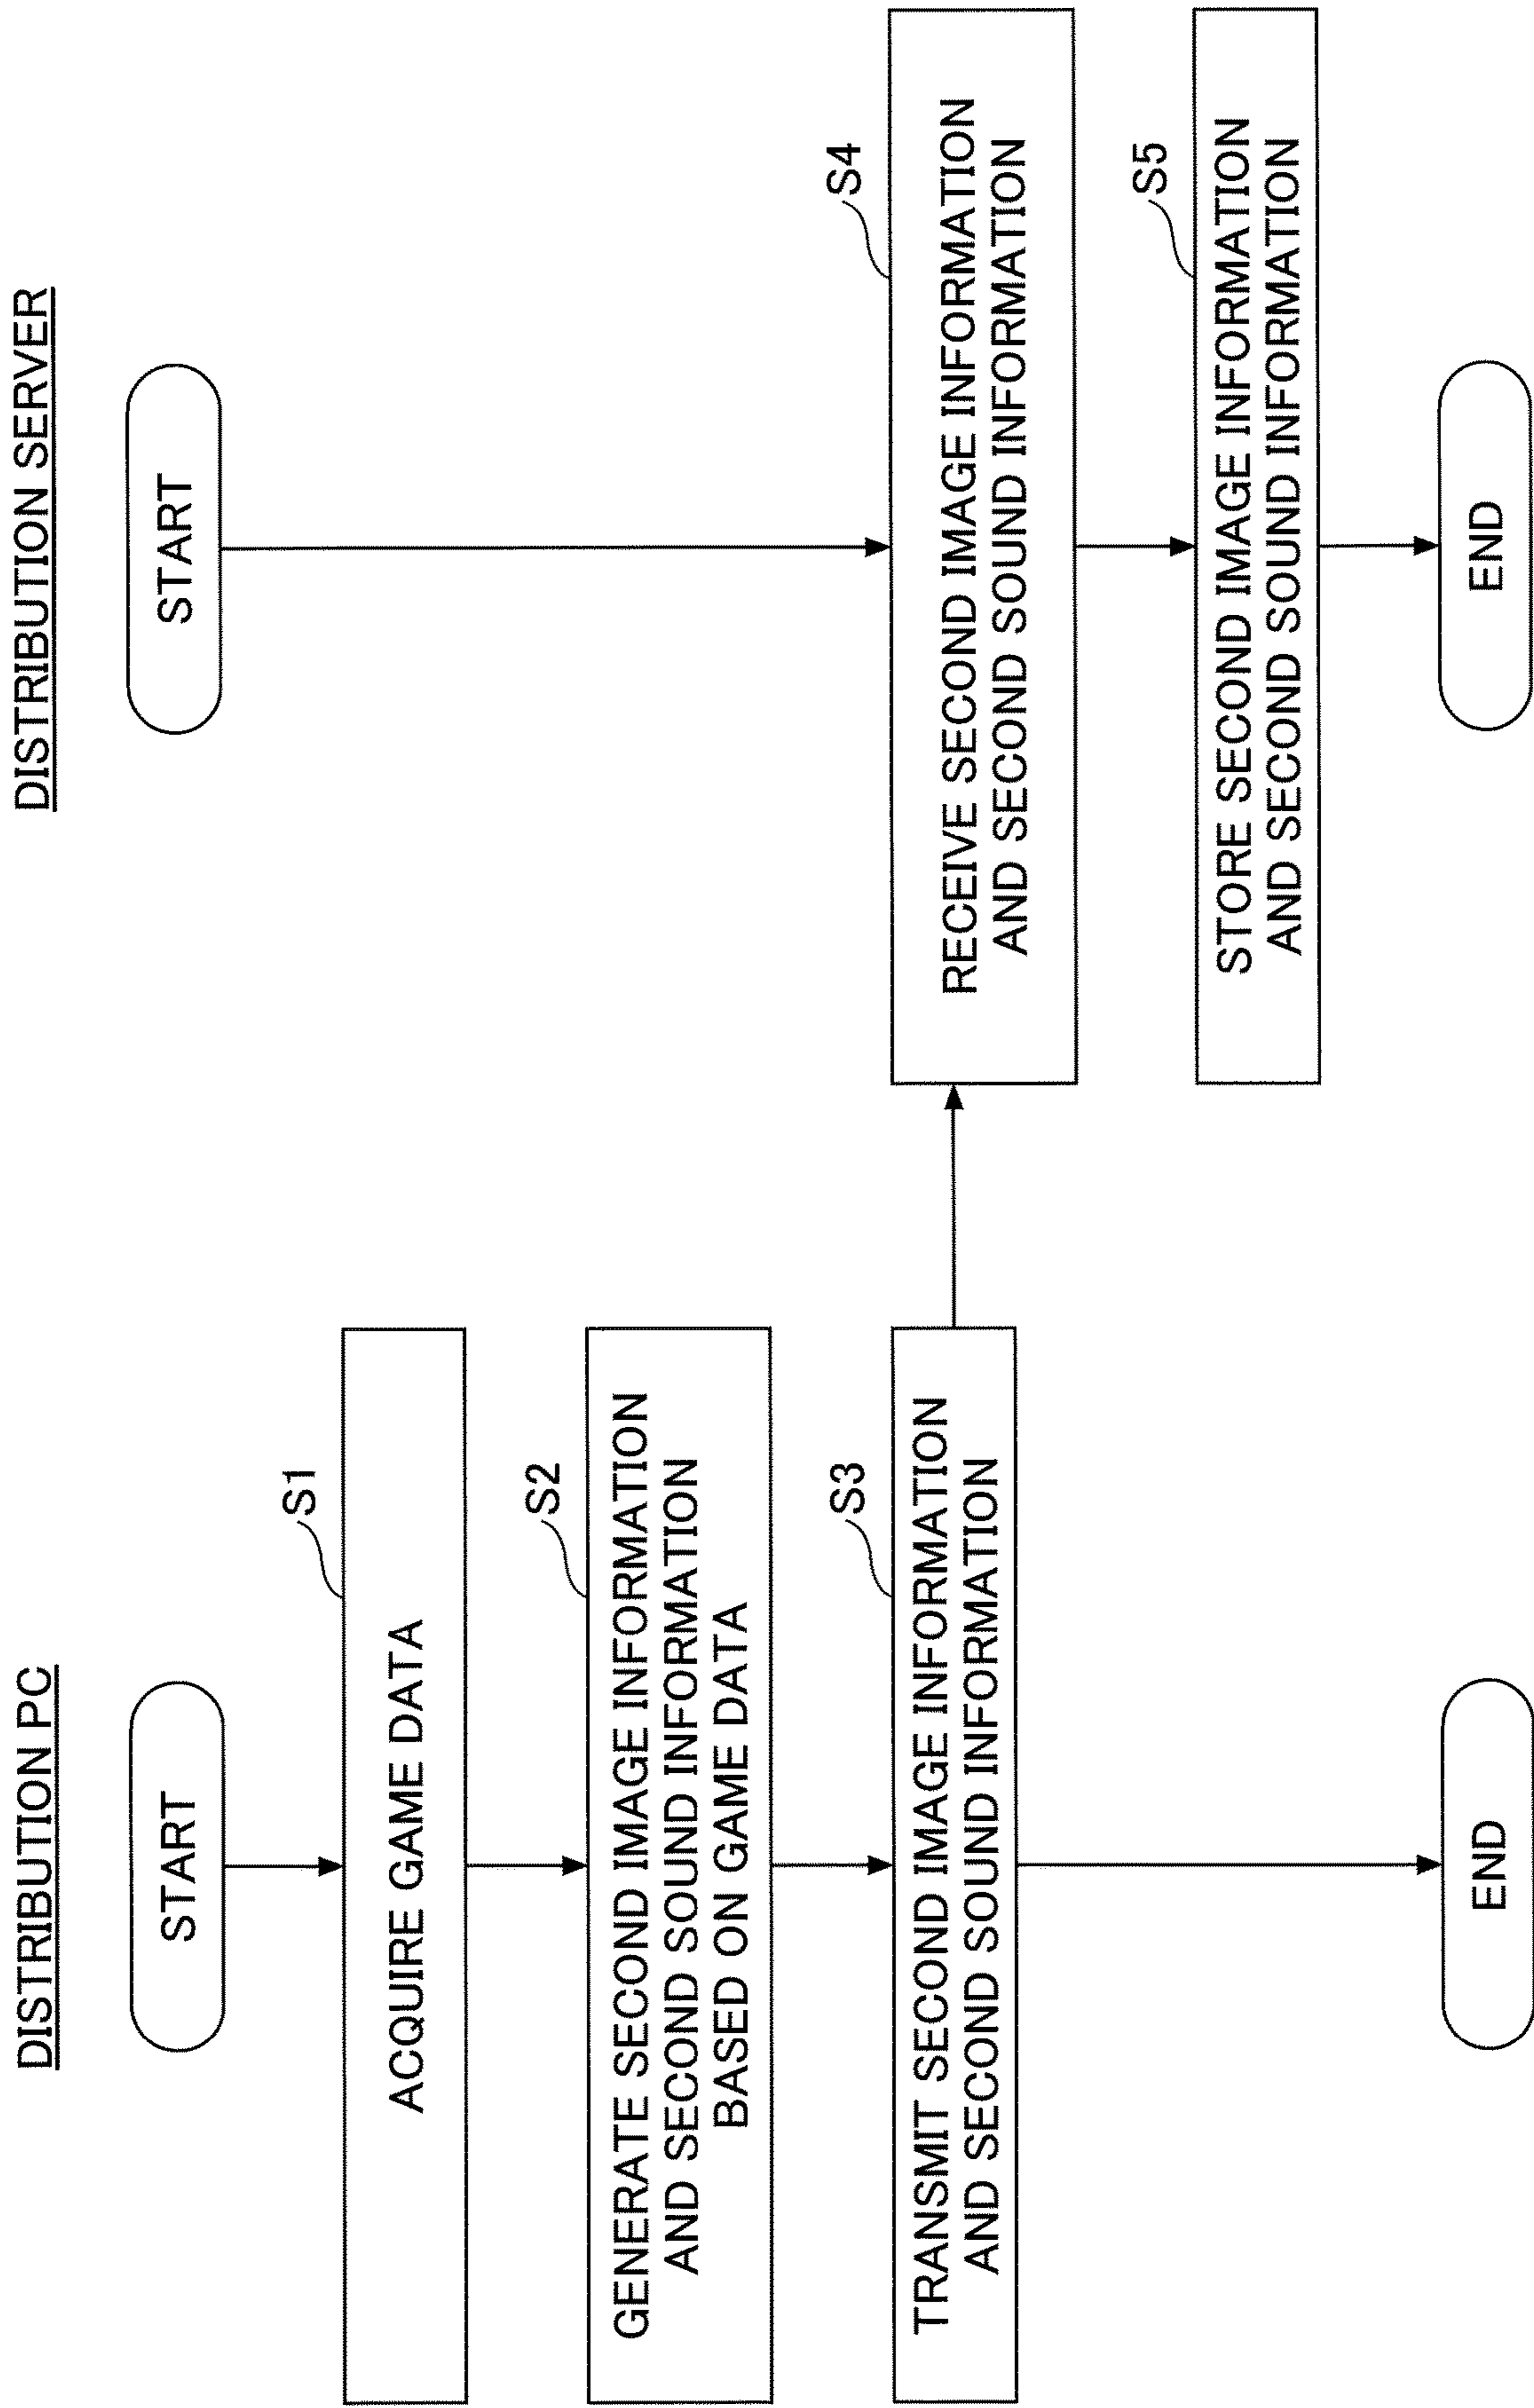 DISTRIBUTION PC
START
S1
ACQUIRE GAME DATA
S2
GENERATE SECOND IMAGE INFORMATION
AND SECOND SOUND INFORMATION
BASED ON GAME DATA
S3
TRANSMIT SECOND IMAGE INFORMATION
AND SECOND SOUND INFORMATION
END
DISTRIBUTION SERVER
START
S4
RECEIVE SECOND IMAGE INFORMATION
AND SECOND SOUND INFORMATION
S5
STORE SECOND IMAGE INFORMATION
AND SECOND SOUND INFORMATION
END